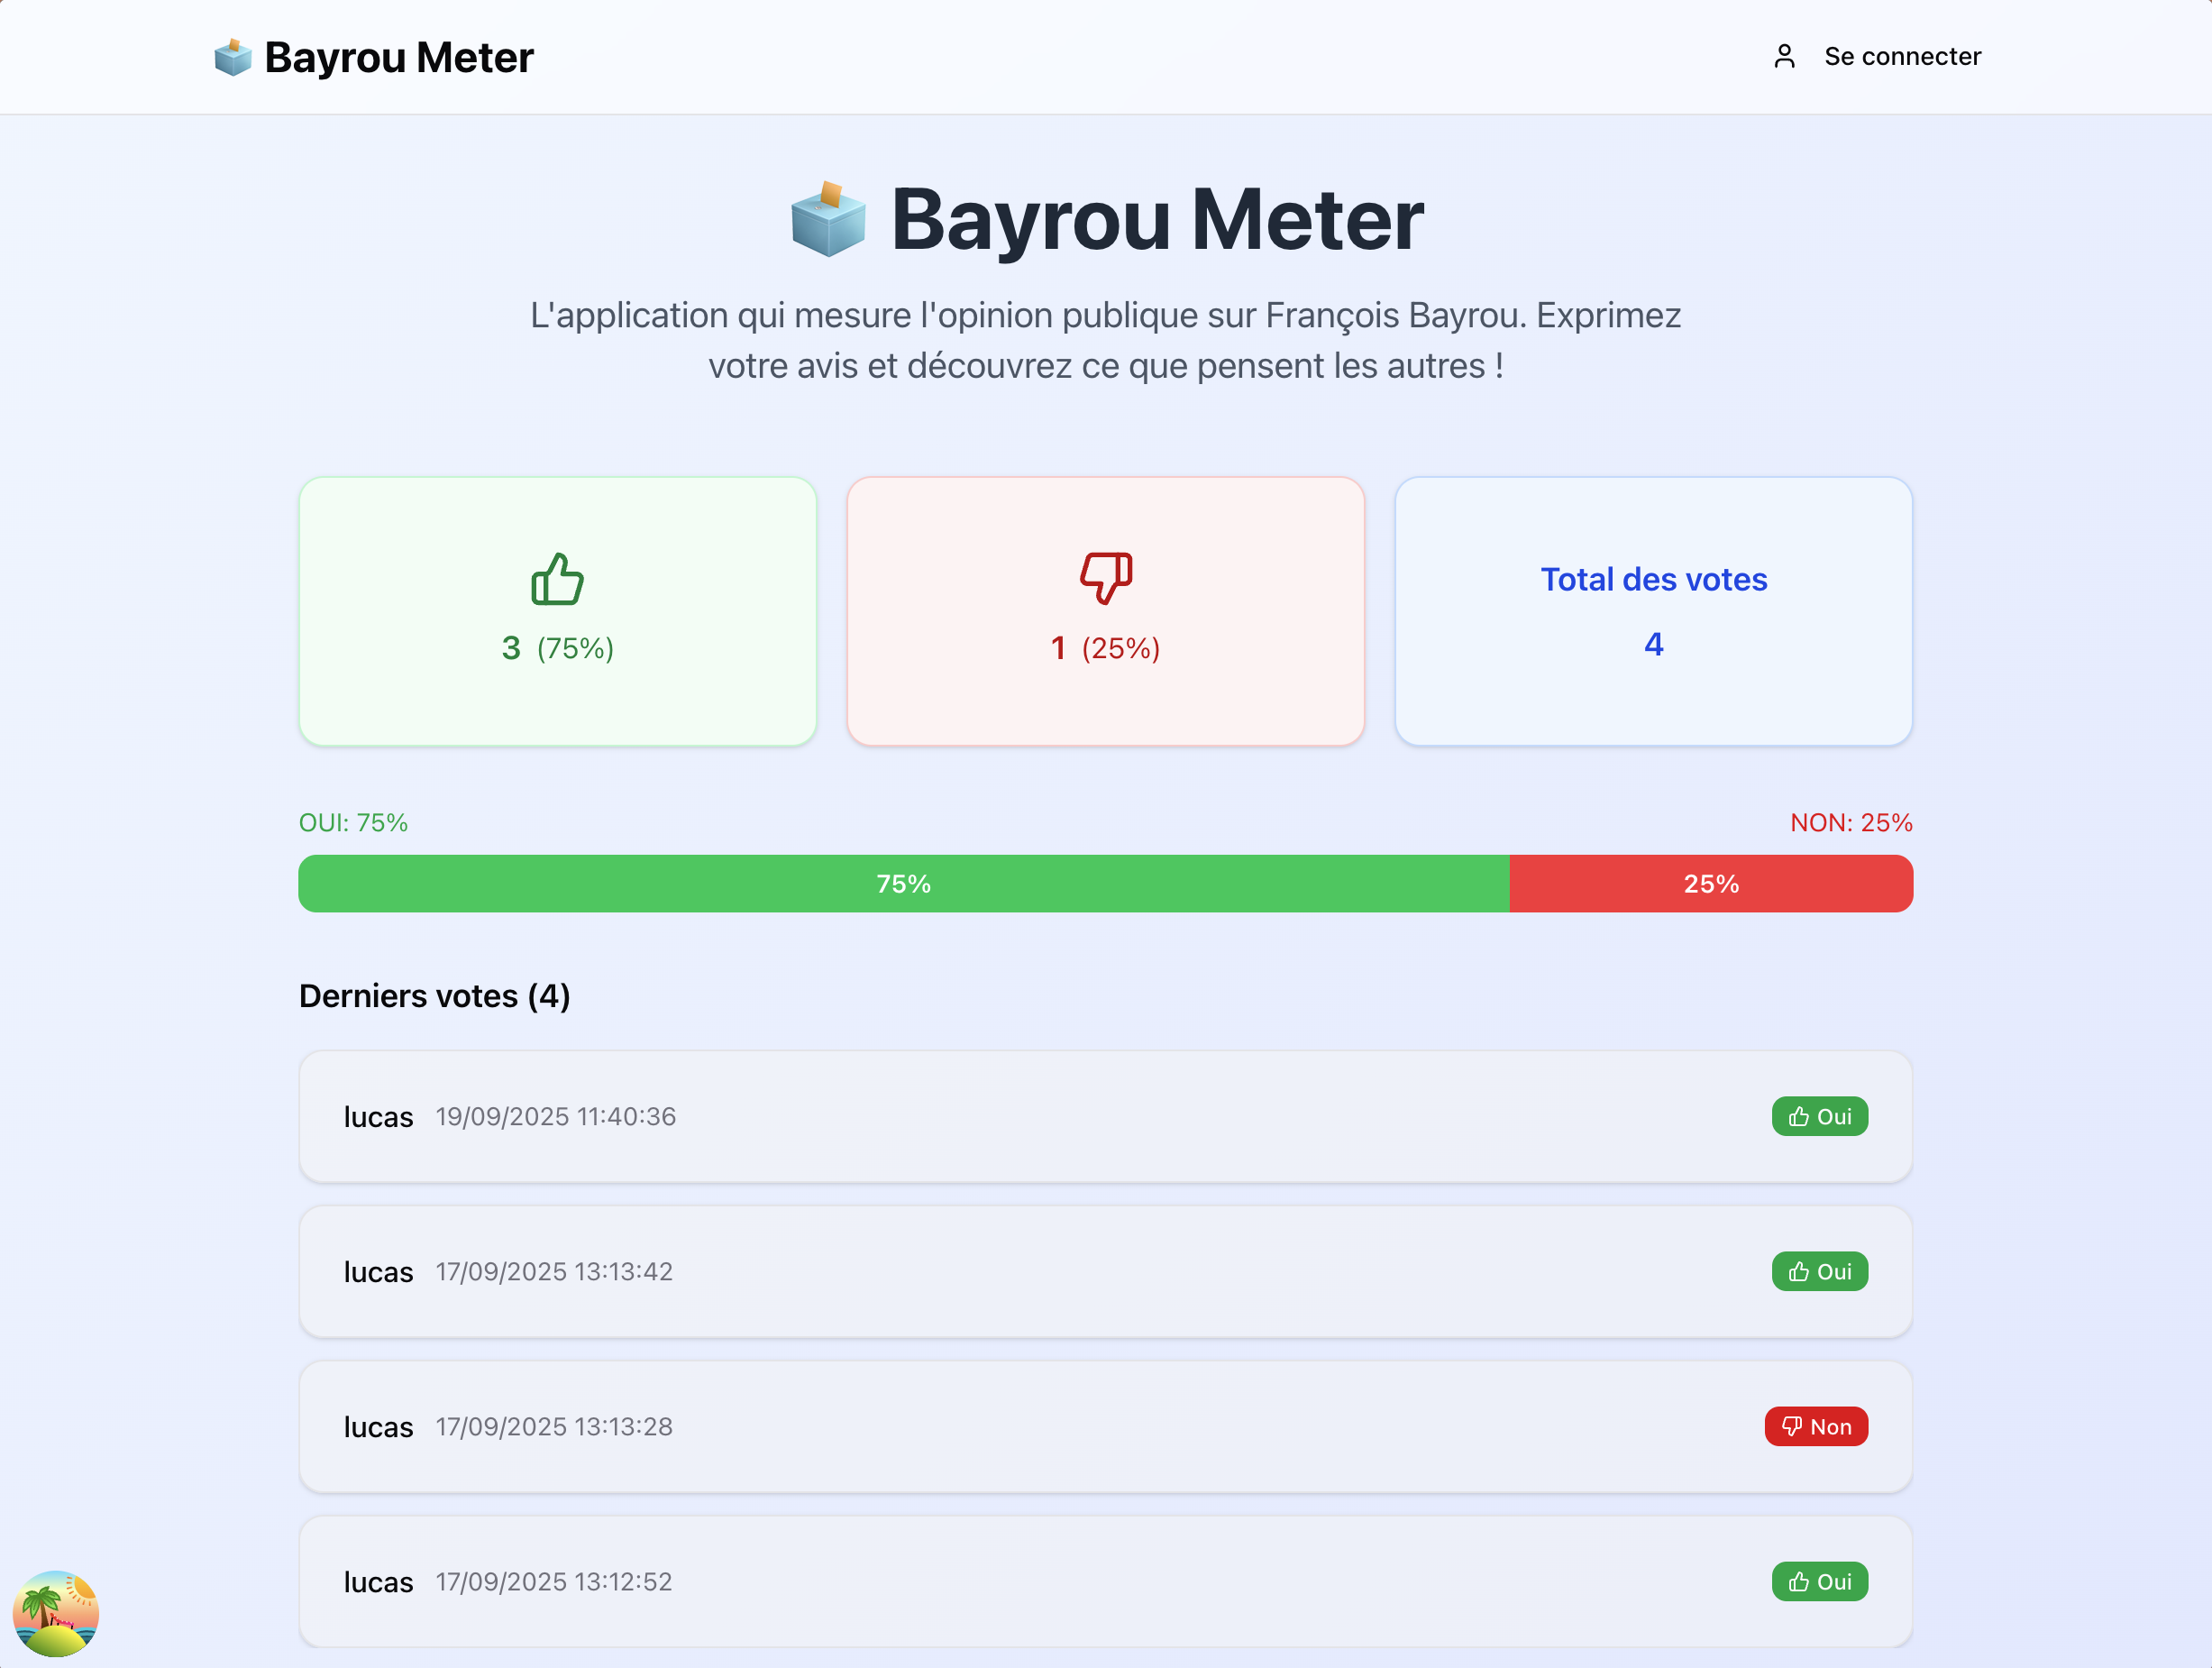 Bayrou Meter
Se connecter
Bayrou Meter
L'application qui mesure l'opinion publique sur François Bayrou. Exprimez
votre avis et découvrez ce que pensent les autres !
3 (75%)
1 (25%)
Total des votes
4
OUI: 75%
NON: 25%
75%
25%
Derniers votes (4)
lucas 19/09/2025 11:40:36
Oui
lucas 17/09/2025 13:13:42
Oui
lucas 17/09/2025 13:13:28
Non
lucas 17/09/2025 13:12:52
Oui